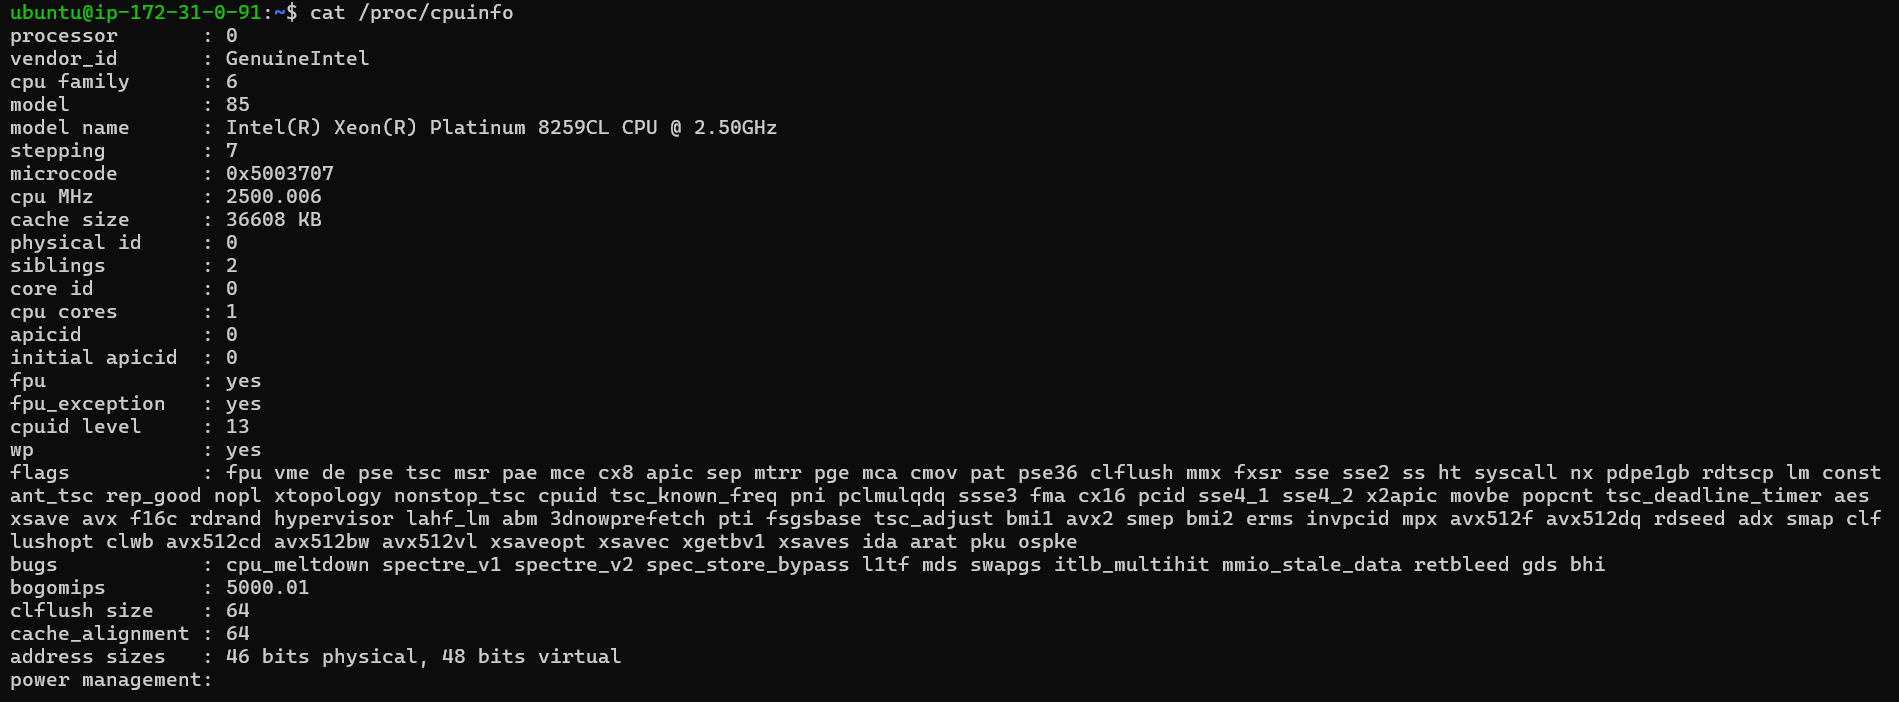 ubuntu@ip-172-31-0-91:~$ cat /proc/cpuinfo
processor       : 0
vendor_id       : GenuineIntel
cpu family      : 6
model           : 85
model name      : Intel(R) Xeon(R) Platinum 8259CL CPU @ 2.50GHz
stepping        : 7
microcode       : 0x5003707
cpu MHz         : 2500.006
cache size      : 36608 KB
physical id     : 0
siblings        : 2
core id         : 0
cpu cores       : 1
apicid          : 0
initial apicid  : 0
fpu             : yes
fpu_exception   : yes
cpuid level     : 13
wp              : yes
flags           : fpu vme de pse tsc msr pae mce cx8 apic sep mtrr pge mca cmov pat pse36 clflush mmx fxsr sse sse2 ss ht syscall nx pdpe1gb rdtscp lm const
ant_tsc rep_good nopl xtopology nonstop_tsc cpuid tsc_known_freq pni pclmulqdq ssse3 fma cx16 pcid sse4_1 sse4_2 x2apic movbe popcnt tsc_deadline_timer aes
xsave avx f16c rdrand hypervisor lahf_lm abm 3dnowprefetch pti fsgsbase tsc_adjust bmi1 avx2 smep bmi2 erms invpcid mpx avx512f avx512dq rdseed adx smap clf
lushopt clwb avx512cd avx512bw avx512vl xsaveopt xsavec xgetbv1 xsaves ida arat pku ospke
bugs            : cpu_meltdown spectre_v1 spectre_v2 spec_store_bypass l1tf mds swapgs itlb_multihit mmio_stale_data retbleed gds bhi
bogomips        : 5000.01
clflush size    : 64
cache_alignment : 64
address sizes   : 46 bits physical, 48 bits virtual
power management: